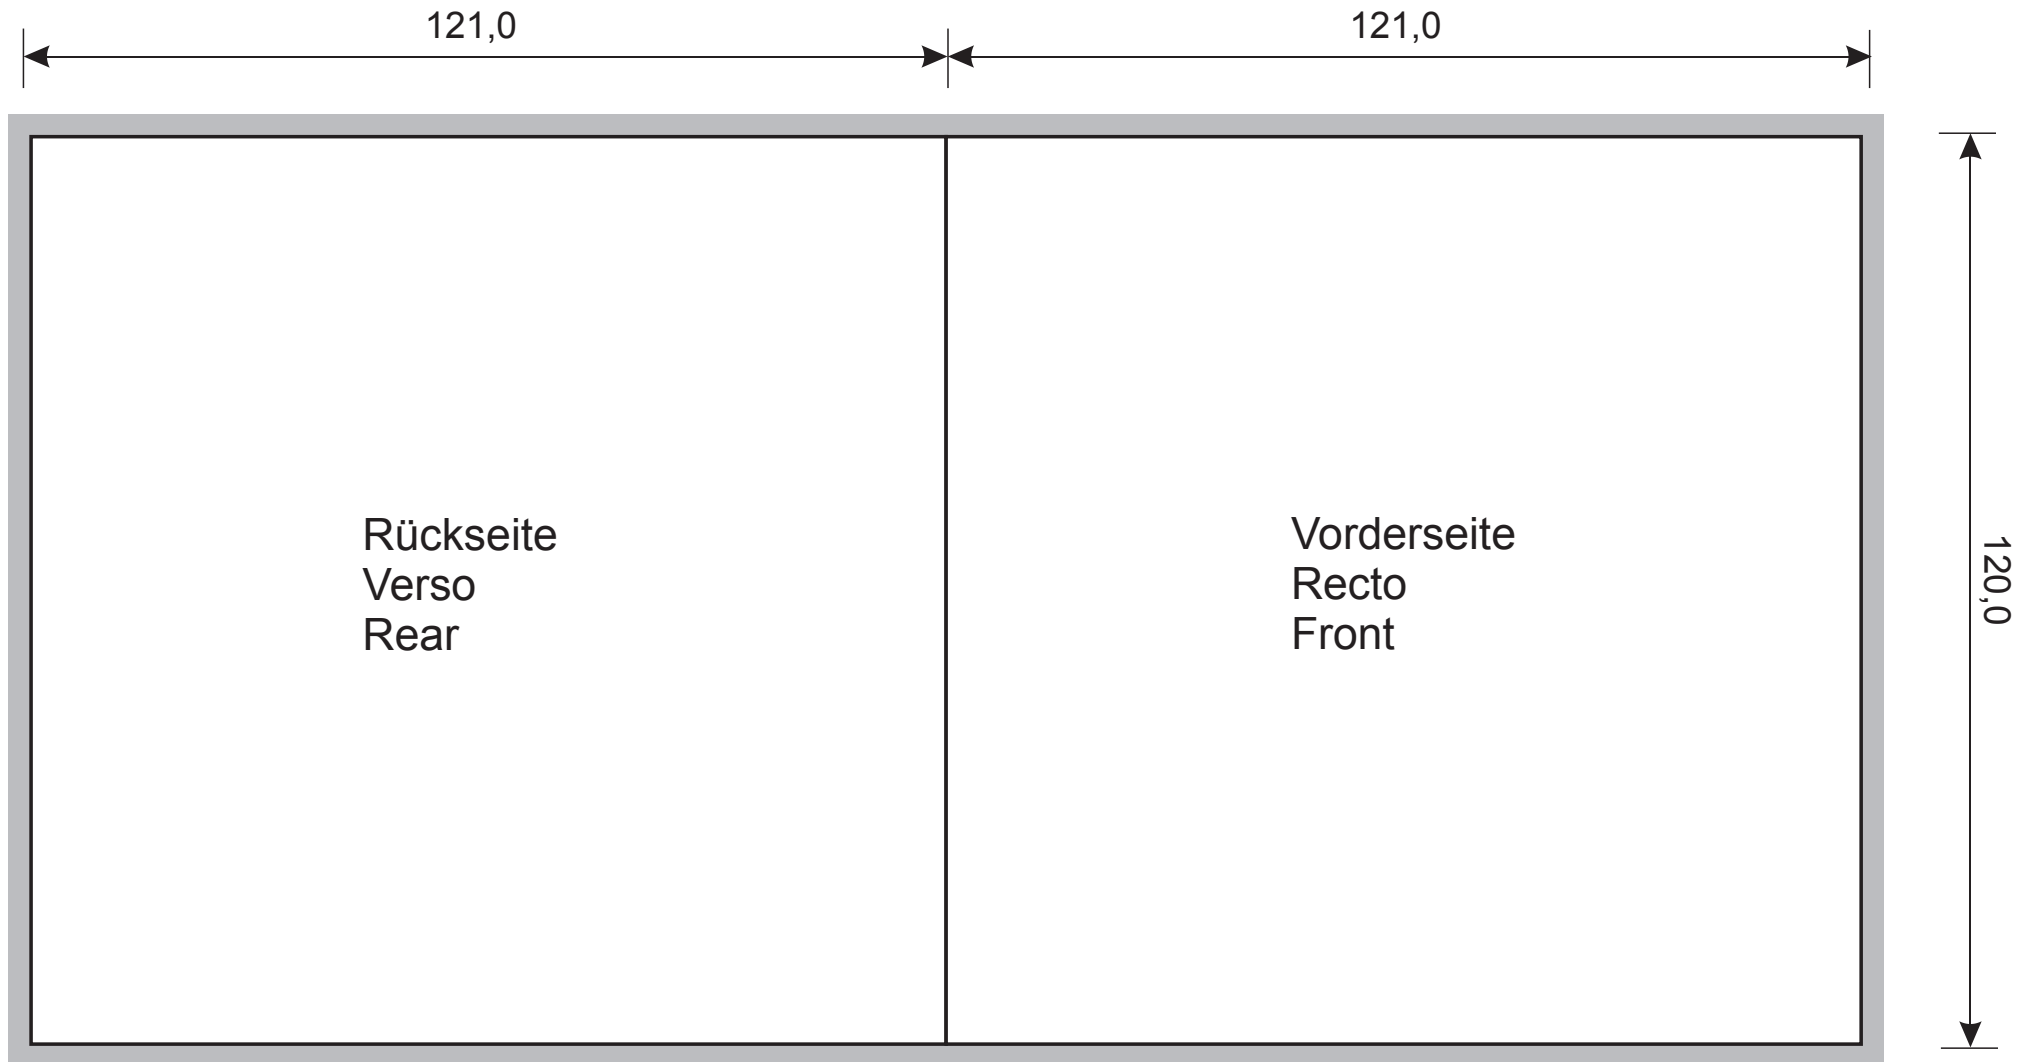 121,0
121,0
Rückseite
Verso
Rear
Vorderseite
Recto
Front
120,0